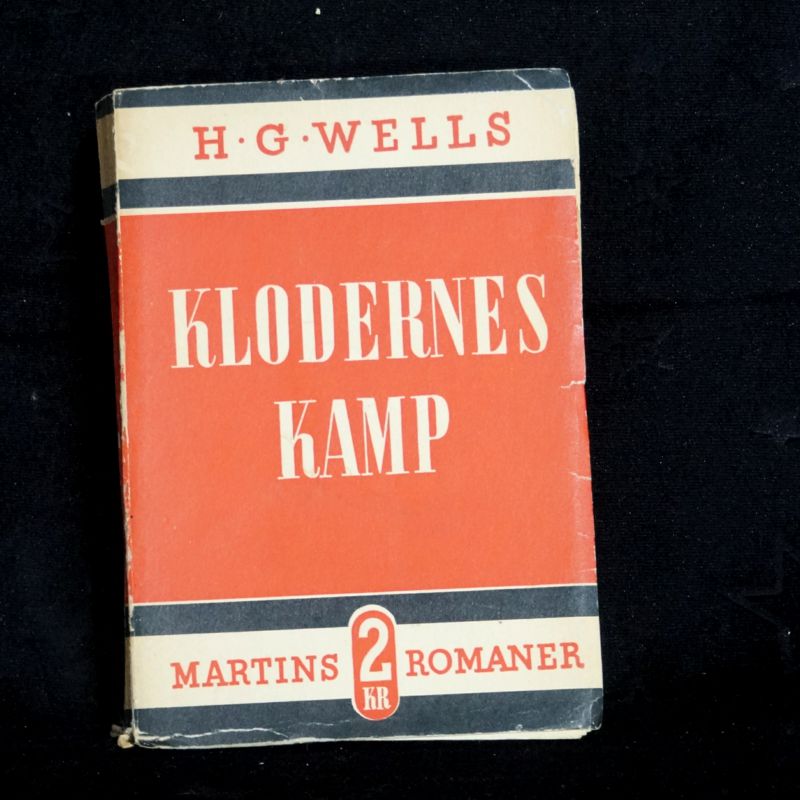 H·G·WELLS
KLODERNES
KAMP
MARTINS 2 KR ROMANER